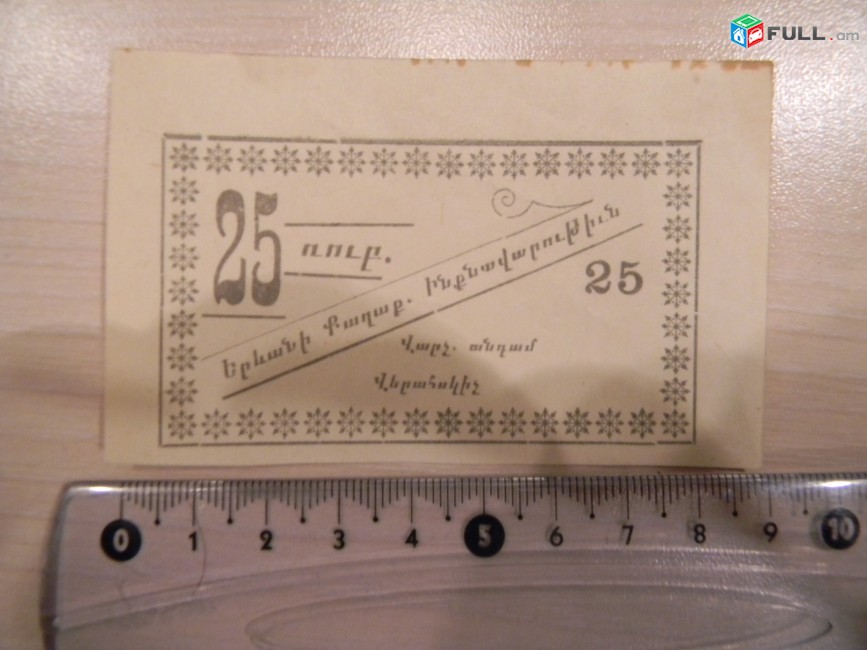 FULL.am
25
ռուբ.
Երևանի քաղաք. ինքնավարութիւն
25
Վարչ. անդամ
Վերահսկիչ
0 1 2 3 4 5 6 7 8 9 10